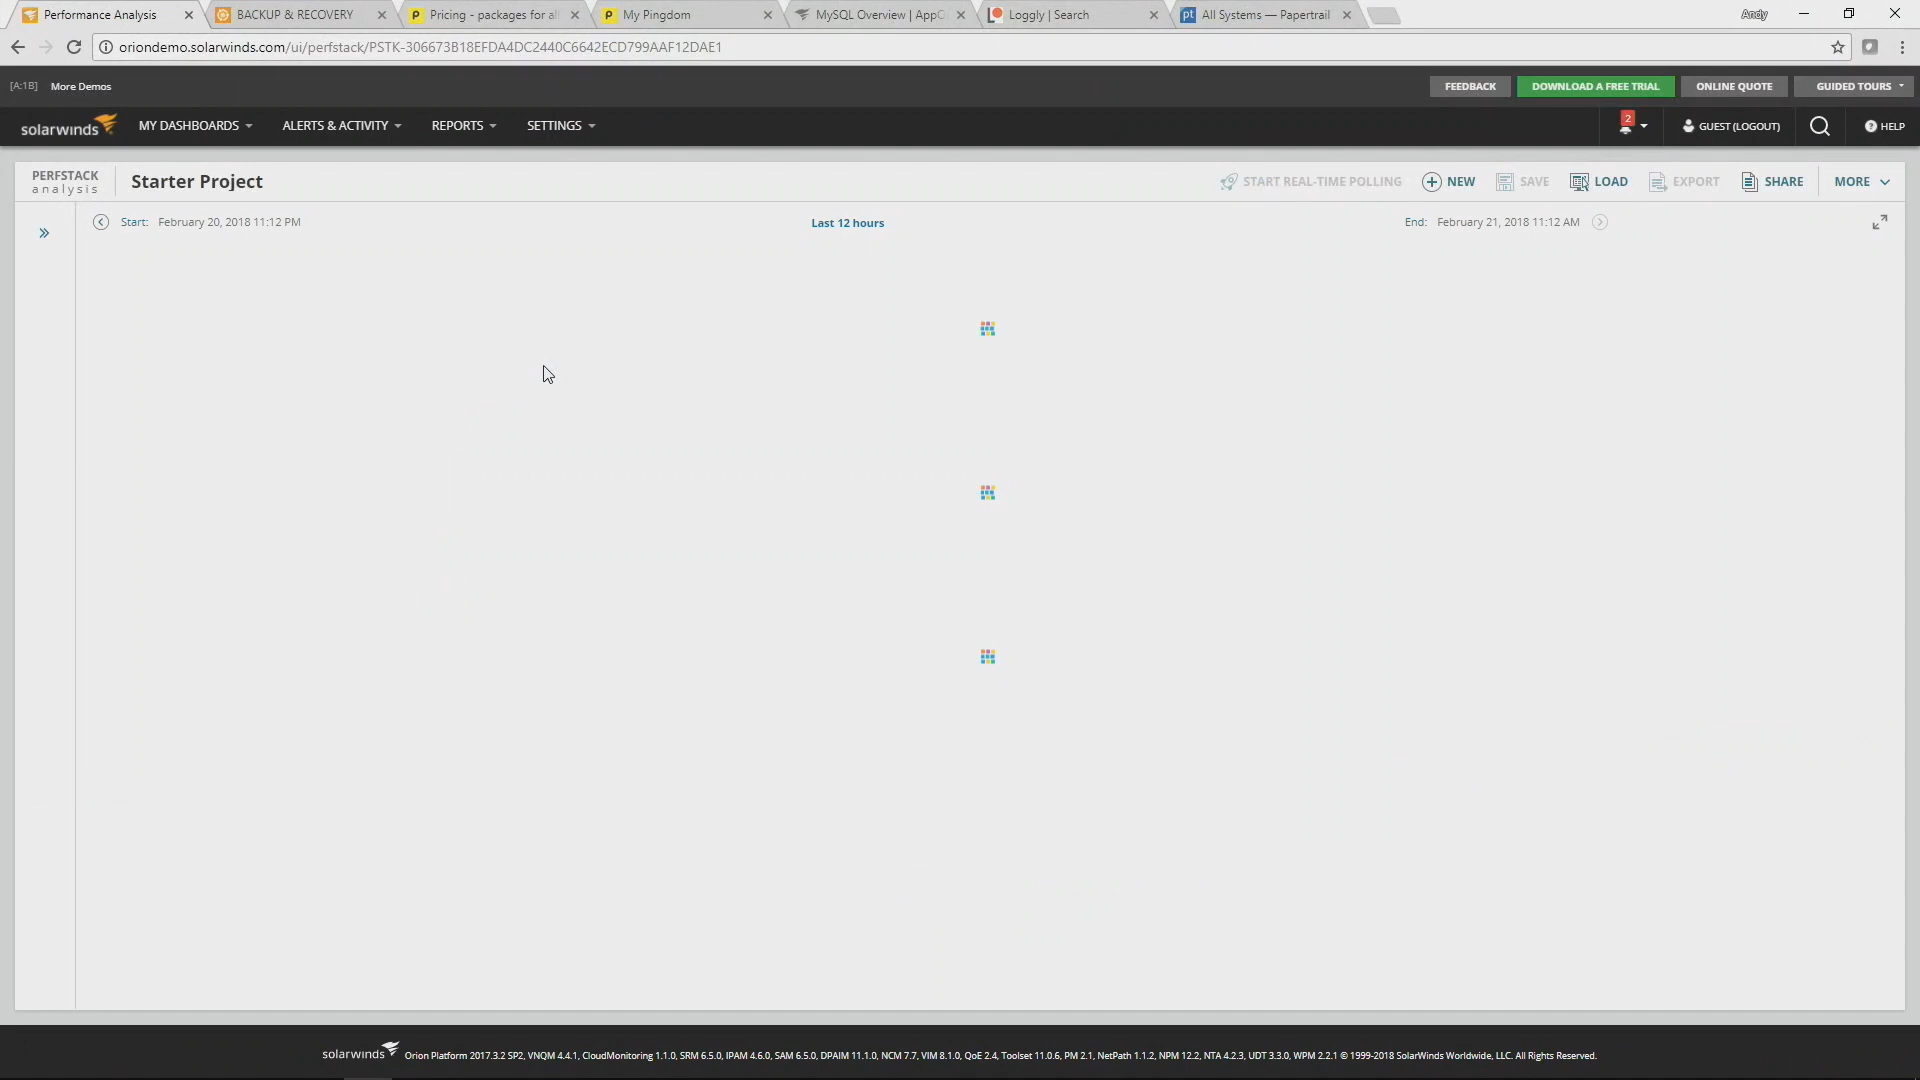 Performance Analysis
BACKUP & RECOVERY
Pricing - packages for all
My Pingdom
MySQL Overview | AppO
Loggly | Search
All Systems — Papertrail
Andy
oriondemo.solarwinds.com/ui/perfstack/PSTK-306673B18EFDA4DC2440C6642ECD799AAF12DAE1
[A:1B] More Demos
FEEDBACK
DOWNLOAD A FREE TRIAL
ONLINE QUOTE
GUIDED TOURS
solarwinds
MY DASHBOARDS
ALERTS & ACTIVITY
REPORTS
SETTINGS
2
GUEST (LOGOUT)
HELP
PERFSTACK
analysis
Starter Project
START REAL-TIME POLLING
NEW
SAVE
LOAD
EXPORT
SHARE
MORE
Start: February 20, 2018 11:12 PM
Last 12 hours
End: February 21, 2018 11:12 AM
solarwinds Orion Platform 2017.3.2 SP2, VNQM 4.4.1, CloudMonitoring 1.1.0, SRM 6.5.0, IPAM 4.6.0, SAM 6.5.0, DPAIM 11.1.0, NCM 7.7, VIM 8.1.0, QoE 2.4, Toolset 11.0.6, PM 2.1, NetPath 1.1.2, NPM 12.2, NTA 4.2.3, UDT 3.3.0, WPM 2.2.1 © 1999-2018 SolarWinds Worldwide, LLC. All Rights Reserved.